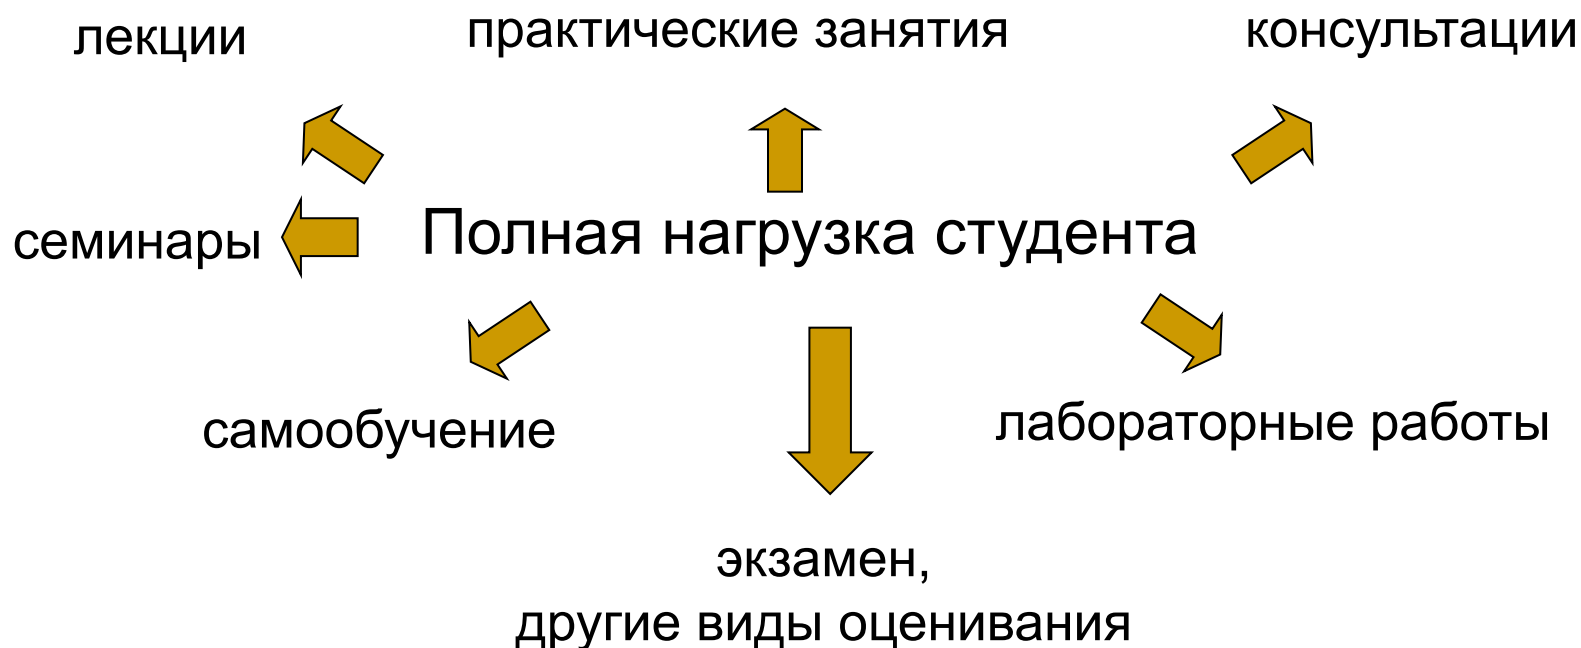 лекции
практические занятия
консультации
семинары
Полная нагрузка студента
самообучение
лабораторные работы
экзамен,
другие виды оценивания